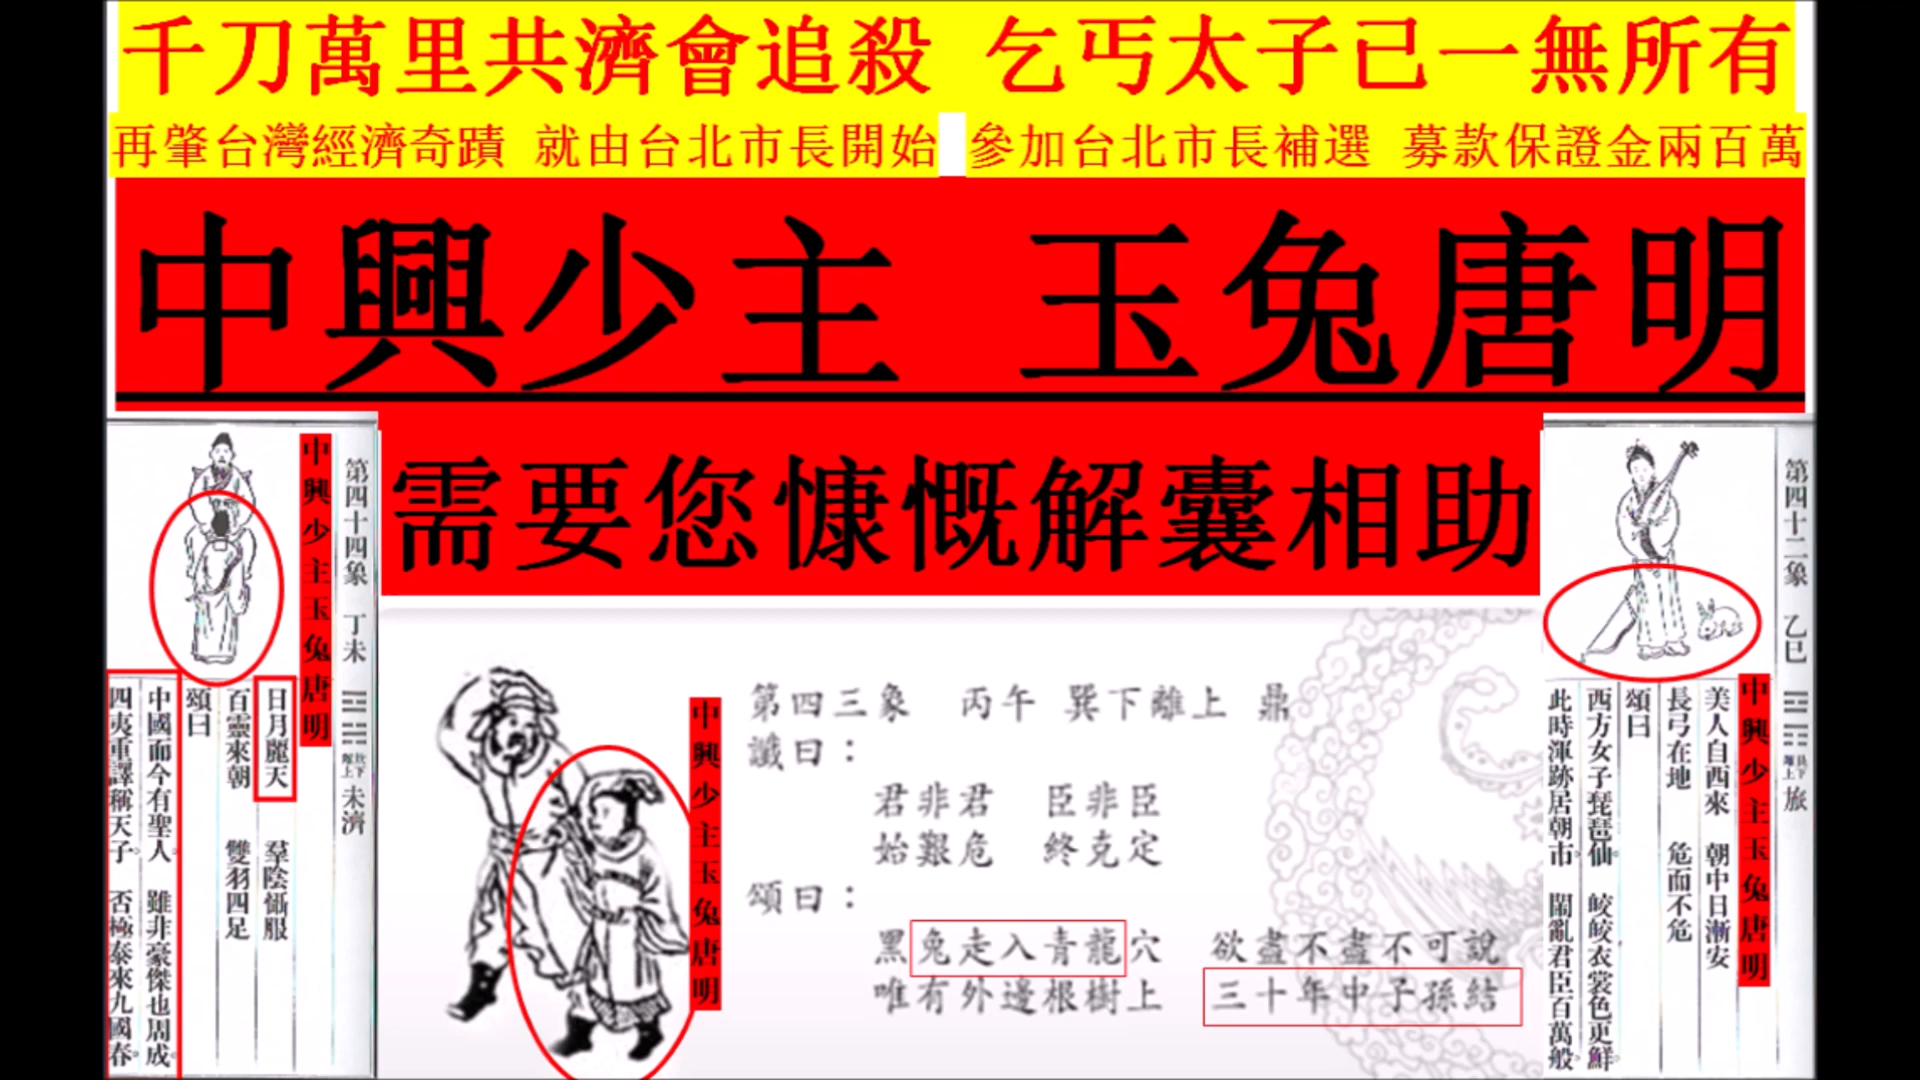 千刀萬里共濟會追殺 乞丐太子已一無所有
再肇台灣經濟奇蹟 就由台北市長開始 參加台北市長補選 募款保證金兩百萬
中興少主 玉兔唐明
需要您慷慨解囊相助
第四十四象 丁未
坎下離上 未濟
中興少主玉兔唐明
日月麗天 羣陰懾服
百靈來朝 雙羽四足
頌曰
中國而今有聖人 雖非豪傑也周成
四夷重譯稱天子 否極泰來九國春
中興少主玉兔唐明
第四三象 丙午 巽下離上 鼎
讖曰：
君非君 臣非臣
始艱危 終克定
頌曰：
黑兔走入青龍穴 欲盡不盡不可說
唯有外邊根樹上 三十年中子孫結
第四十二象 乙巳
艮下離上 旅
中興少主玉兔唐明
美人自西來 朝中日漸安
長弓在地 危而不危
頌曰
西方女子琵琶仙 皎皎衣裳色更鮮
此時渾跡居朝市 鬧亂君臣百萬般